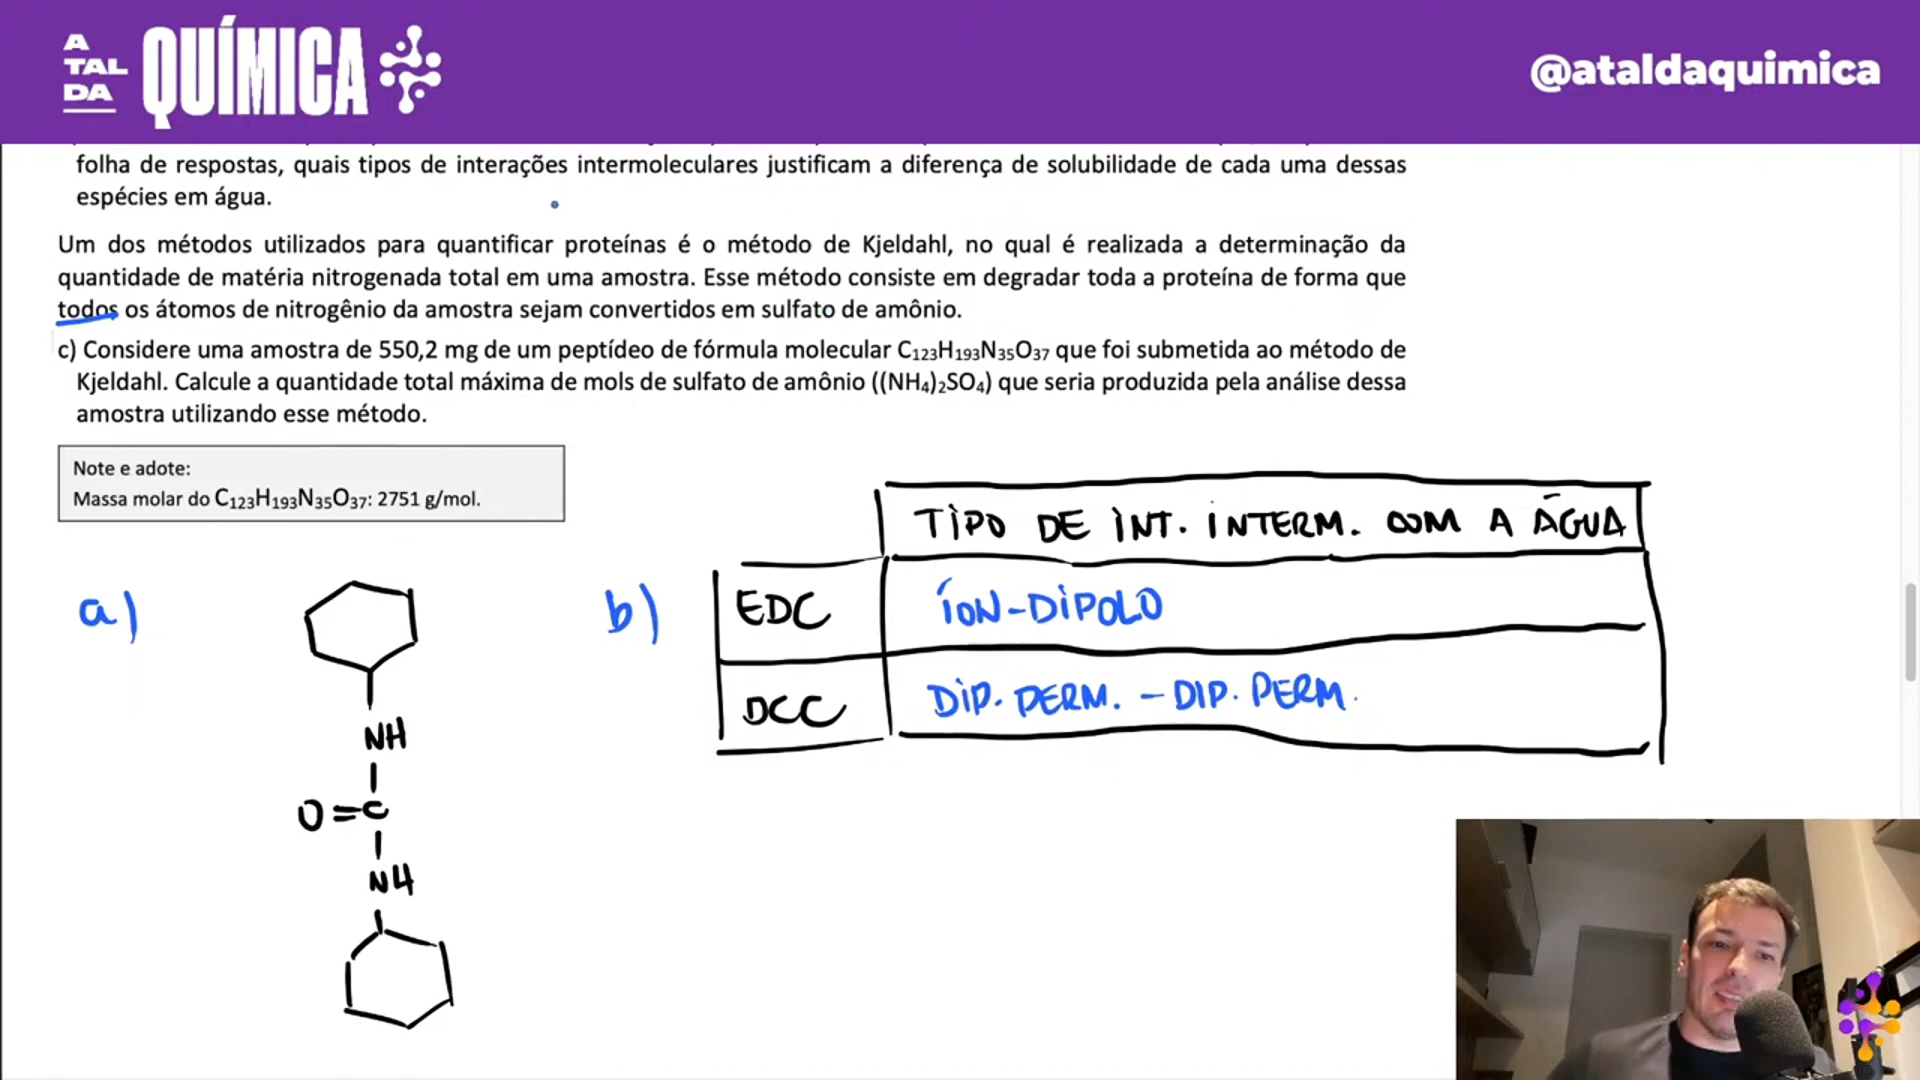 A
TAL
DA
QUÍMICA
@ataldaquimica
folha de respostas, quais tipos de interações intermoleculares justificam a diferença de solubilidade de cada uma dessas
espécies em água.
Um dos métodos utilizados para quantificar proteínas é o método de Kjeldahl, no qual é realizada a determinação da
quantidade de matéria nitrogenada total em uma amostra. Esse método consiste em degradar toda a proteína de forma que
todos os átomos de nitrogênio da amostra sejam convertidos em sulfato de amônio.
c) Considere uma amostra de 550,2 mg de um peptídeo de fórmula molecular C₁₂₃H₁₉₃N₃₅O₃₇ que foi submetida ao método de
Kjeldahl. Calcule a quantidade total máxima de mols de sulfato de amônio ((NH₄)₂SO₄) que seria produzida pela análise dessa
amostra utilizando esse método.
Note e adote:
Massa molar do C₁₂₃H₁₉₃N₃₅O₃₇: 2751 g/mol.
a)
NH
O=C
NH
b)
TIPO DE INT. INTERM. COM A ÁGUA
EDC ÍON-DIPOLO
DCC DIP. PERM. - DIP. PERM.